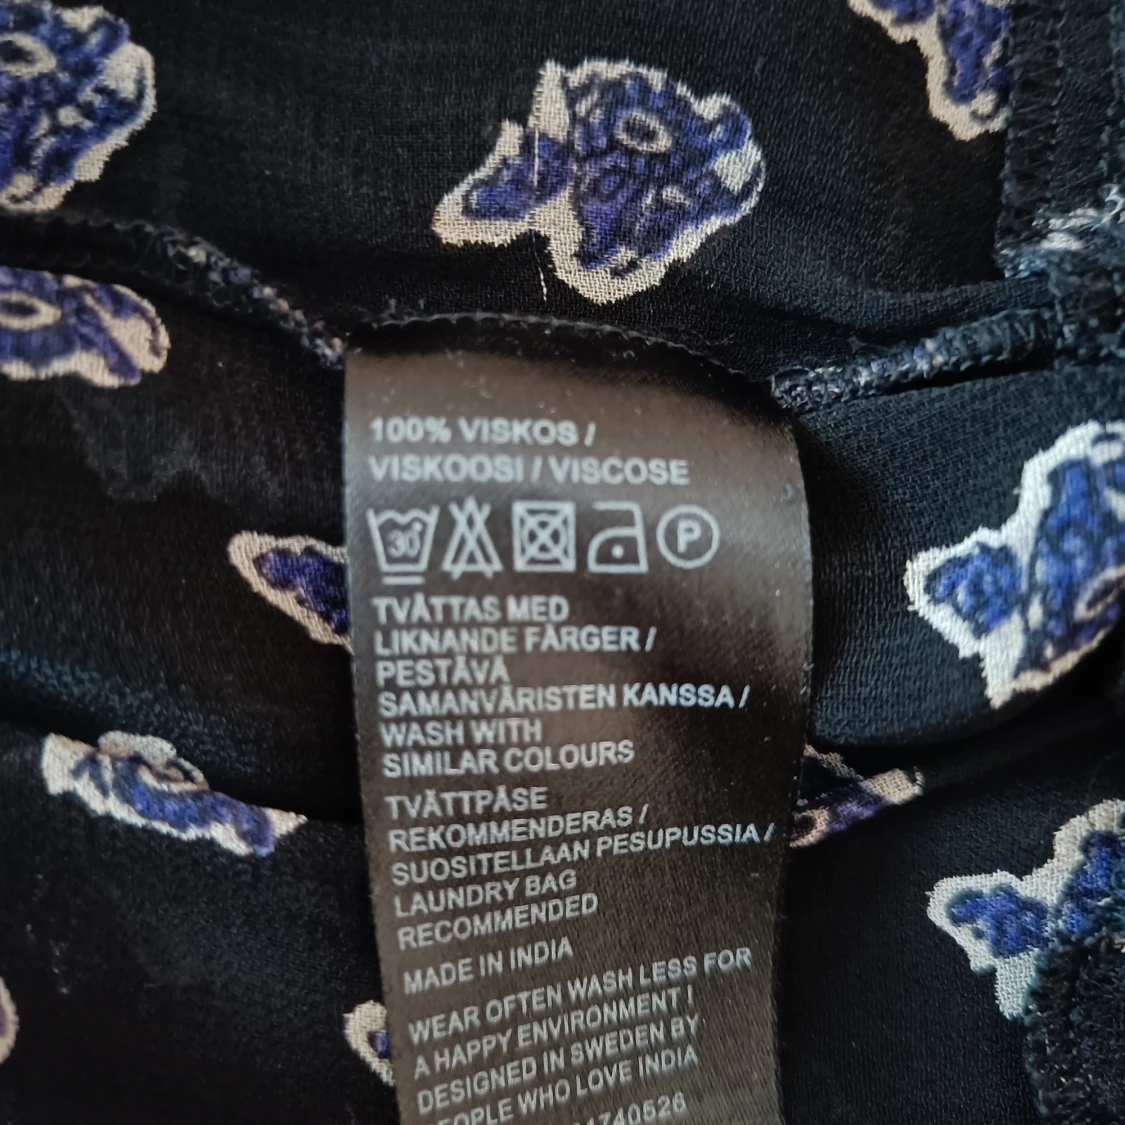 100% VISKOS /
VISKOOSI / VISCOSE
30° P
TVÄTTAS MED
LIKNANDE FÄRGER /
PESTÄVÄ
SAMANVÄRISTEN KANSSA /
WASH WITH
SIMILAR COLOURS
TVÄTTPÅSE
REKOMMENDERAS /
SUOSITELLAAN PESUPUSSIA /
LAUNDRY BAG
RECOMMENDED
MADE IN INDIA
WEAR OFTEN WASH LESS FOR
A HAPPY ENVIRONMENT !
DESIGNED IN SWEDEN BY
WHO LOVE INDIA